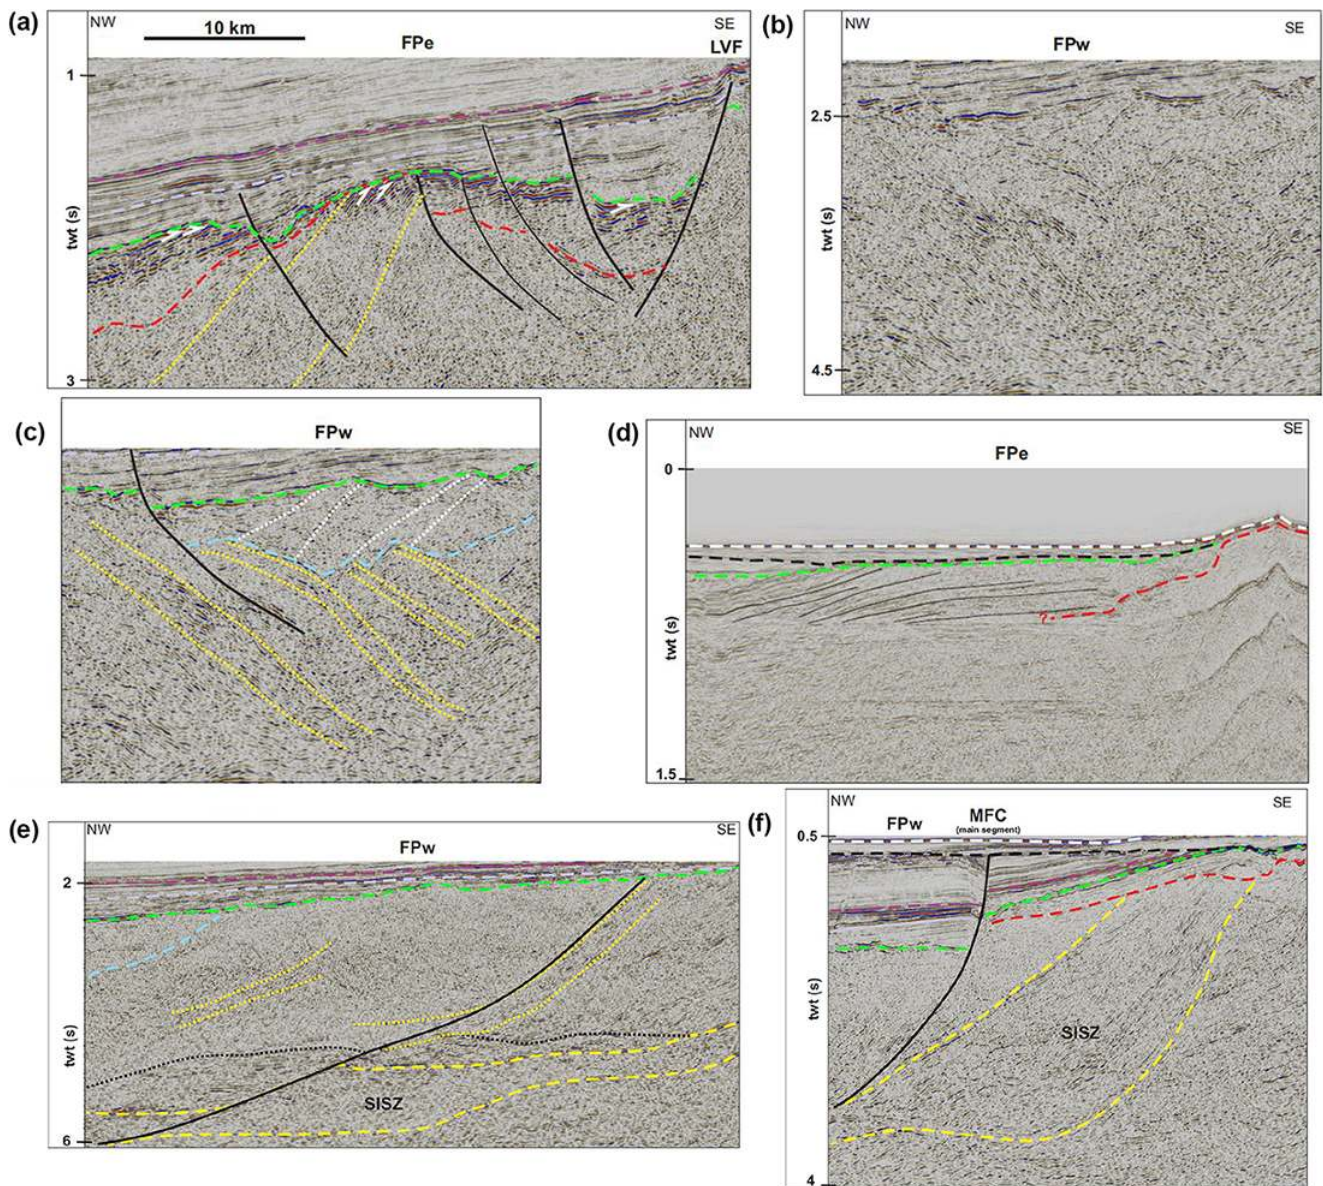 (a)
NW
10 km
SE
FPe
LVF
1
twt (s)
3
(b)
NW
SE
FPw
2.5
twt (s)
4.5
(c)
FPw
(d)
NW
SE
FPe
0
twt (s)
1.5
?
(e)
NW
SE
FPw
2
twt (s)
SISZ
6
(f)
NW
SE
MFC
FPw
(main segment)
0.5
twt (s)
SISZ
4